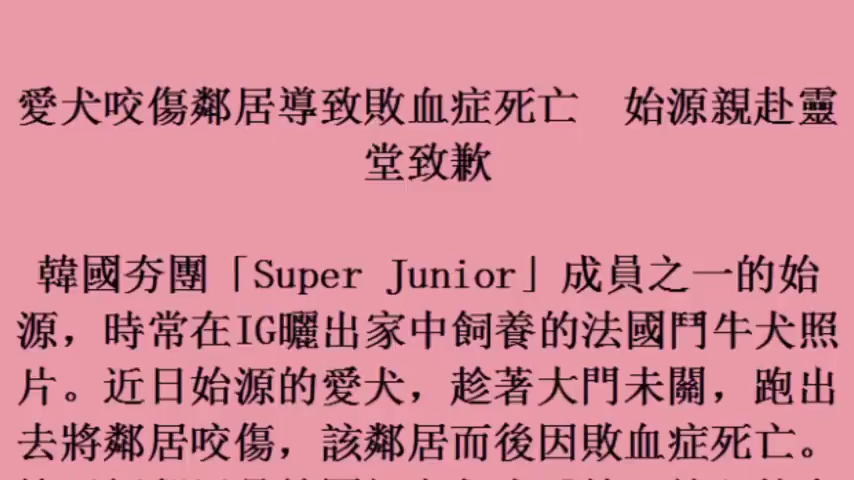 愛犬咬傷鄰居導致敗血症死亡　始源親赴靈
堂致歉
韓國夯團「Super Junior」成員之一的始
源，時常在IG曬出家中飼養的法國鬥牛犬照
片。近日始源的愛犬，趁著大門未關，跑出
去將鄰居咬傷，該鄰居而後因敗血症死亡。